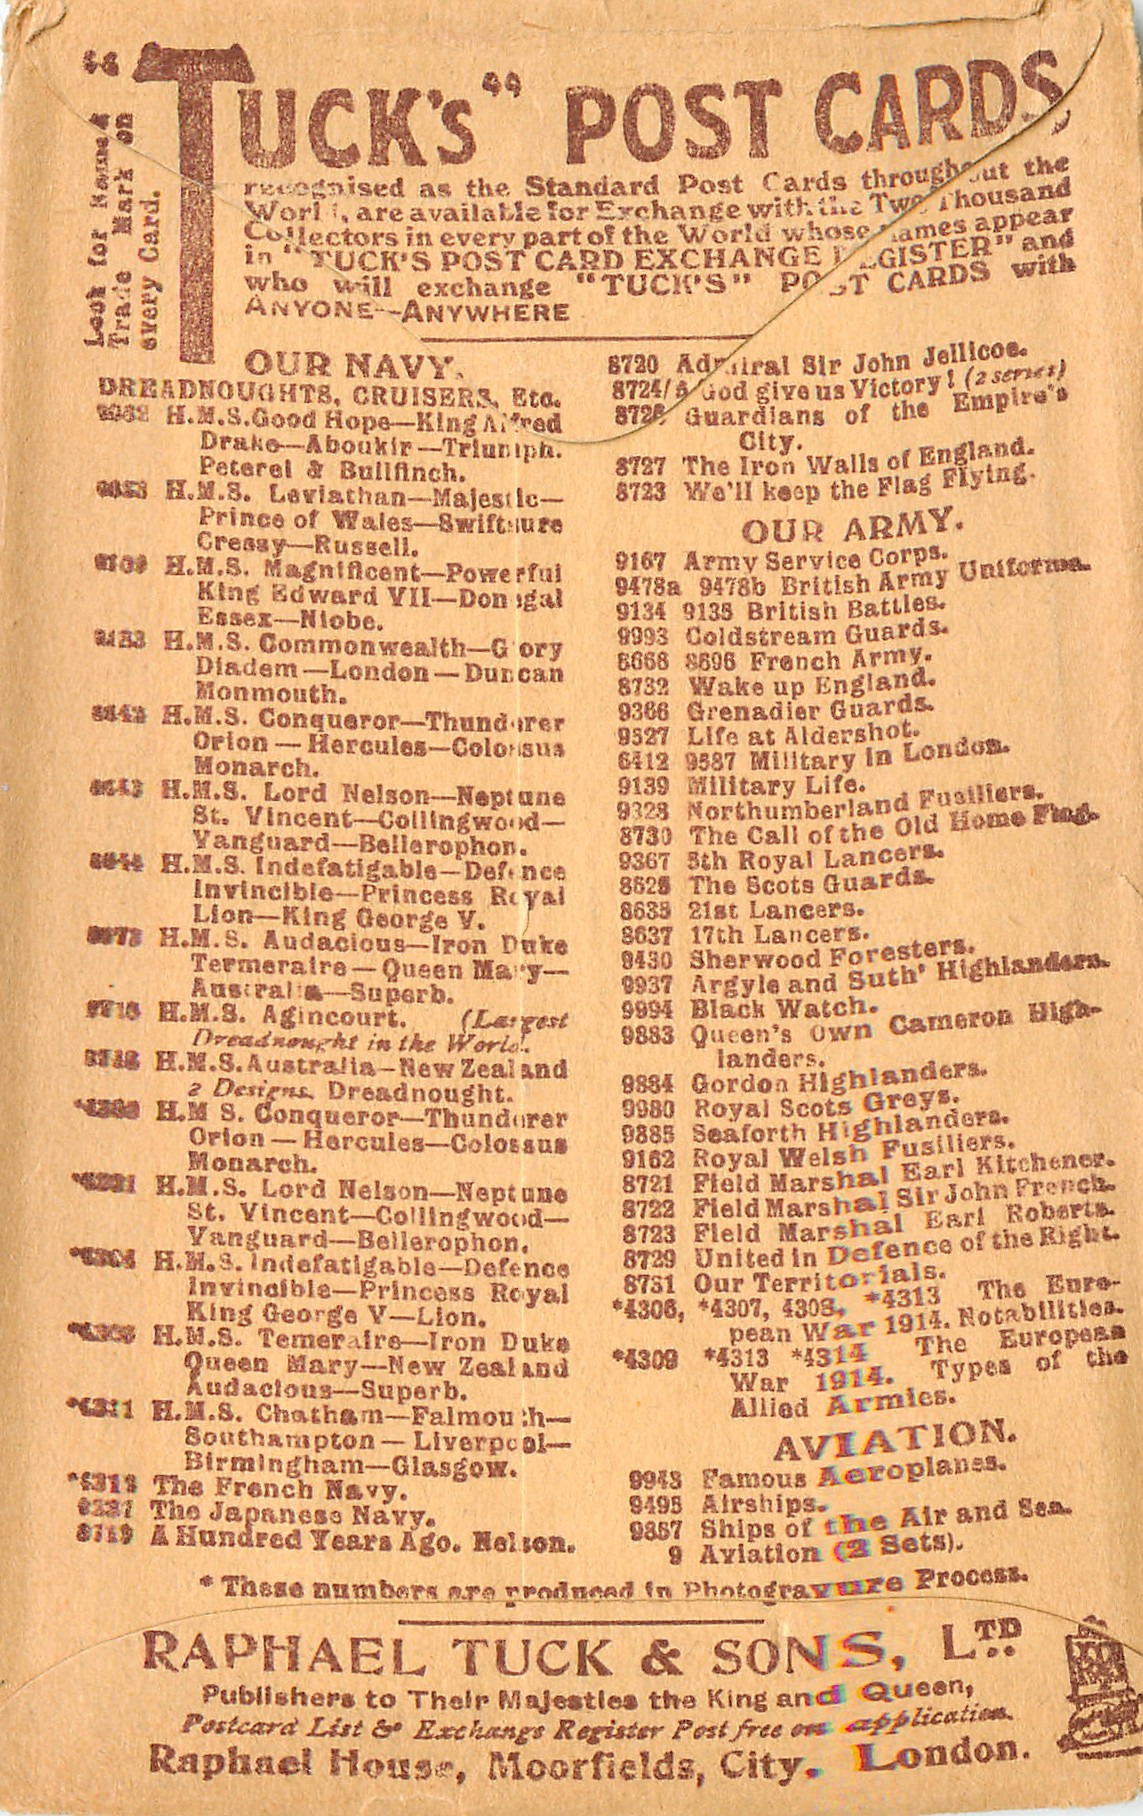 "TUCK'S" POST CARDS
Look for Name &
Trade Mark on
every Card.
recognised as the Standard Post Cards throughout the
World, are available for Exchange with the Two Thousand
Collectors in every part of the World whose names appear
in "TUCK'S POST CARD EXCHANGE REGISTER" and
who will exchange "TUCK'S" POST CARDS with
ANYONE—ANYWHERE
OUR NAVY.
DREADNOUGHTS, CRUISERS, Etc.
H.M.S. Good Hope—King Alfred
Drake—Aboukir—Triumph.
Peterel & Bullfinch.
H.M.S. Leviathan—Majestic—
Prince of Wales—Swiftsure
Cressy—Russell.
H.M.S. Magnificent—Powerful
King Edward VII—Donegal
Essex—Niobe.
H.M.S. Commonwealth—Glory
Diadem—London—Duncan
Monmouth.
H.M.S. Conqueror—Thunderer
Orion—Hercules—Colossus
Monarch.
H.M.S. Lord Nelson—Neptune
St. Vincent—Collingwood—
Vanguard—Bellerophon.
H.M.S. Indefatigable—Defence
Invincible—Princess Royal
Lion—King George V.
H.M.S. Audacious—Iron Duke
Termeraire—Queen Mary—
Australia—Superb.
H.M.S. Agincourt. (Largest
Dreadnought in the World.
H.M.S. Australia—New Zealand
2 Designs. Dreadnought.
H.M S. Conqueror—Thunderer
Orion—Hercules—Colossus
Monarch.
H.M.S. Lord Nelson—Neptune
St. Vincent—Collingwood—
Vanguard—Bellerophon.
H.M.S. Indefatigable—Defence
Invincible—Princess Royal
King George V—Lion.
H.M.S. Temeraire—Iron Duke
Queen Mary—New Zealand
Audacious—Superb.
H.M.S. Chatham—Falmouth—
Southampton—Liverpool—
Birmingham—Glasgow.
The French Navy.
The Japanese Navy.
8719 A Hundred Years Ago. Nelson.
8720 Admiral Sir John Jellicoe.
8724/5 God give us Victory! (2 series)
8726 Guardians of the Empire's
City.
8727 The Iron Walls of England.
8723 We'll keep the Flag Flying.
OUR ARMY.
9167 Army Service Corps.
9478a 9478b British Army Uniforms.
9134 9135 British Battles.
9993 Coldstream Guards.
8668 8696 French Army.
8732 Wake up England.
9366 Grenadier Guards.
9527 Life at Aldershot.
6412 9587 Military in London.
9139 Military Life.
9328 Northumberland Fusiliers.
8730 The Call of the Old Home Flag.
9367 5th Royal Lancers.
8625 The Scots Guards.
8635 21st Lancers.
8637 17th Lancers.
9430 Sherwood Foresters.
9937 Argyle and Suth' Highlanders.
9994 Black Watch.
9883 Queen's Own Cameron High-
landers.
9884 Gordon Highlanders.
9980 Royal Scots Greys.
9885 Seaforth Highlanders.
9162 Royal Welsh Fusiliers.
8721 Field Marshal Earl Kitchener.
8722 Field Marshal Sir John French.
8723 Field Marshal Earl Roberts.
8729 United in Defence of the Right.
8731 Our Territorials.
*4306, *4307, 4308, *4313 The Euro-
pean War 1914. Notabilities.
*4309 *4313 *4314 The European
War 1914. Types of the
Allied Armies.
AVIATION.
9943 Famous Aeroplanes.
9495 Airships.
9857 Ships of the Air and Sea.
9 Aviation (2 Sets).
* These numbers are produced in Photogravure Process.
RAPHAEL TUCK & SONS, LTD.
Publishers to Their Majesties the King and Queen,
Postcard List & Exchange Register Post free on application.
Raphael House, Moorfields, City, London.